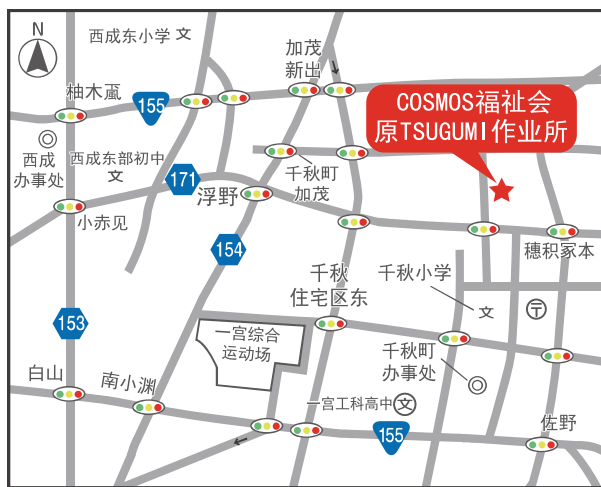 N
西成东小学 文
加茂
新出
柚木颪
155
COSMOS福祉会
原TSUGUMI作业所
西成
办事处
西成东部初中
文
171
千秋町
加茂
浮野
小赤见
154
穗积冢本
千秋
住宅区东
千秋小学
文
〒
153
一宫综合
运动场
千秋町
办事处
白山
南小渊
一宫工科高中
文
155
佐野